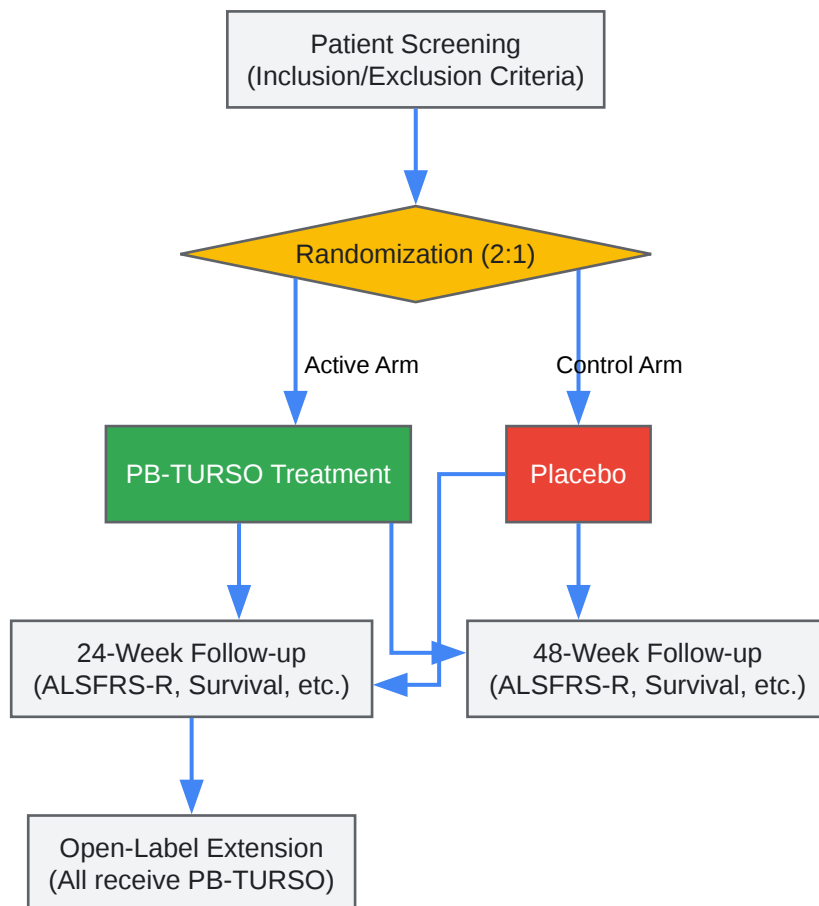 Patient Screening
(Inclusion/Exclusion Criteria)
Randomization (2:1)
Active Arm
Control Arm
PB-TURSO Treatment
Placebo
24-Week Follow-up
(ALSFRS-R, Survival, etc.)
48-Week Follow-up
(ALSFRS-R, Survival, etc.)
Open-Label Extension
(All receive PB-TURSO)